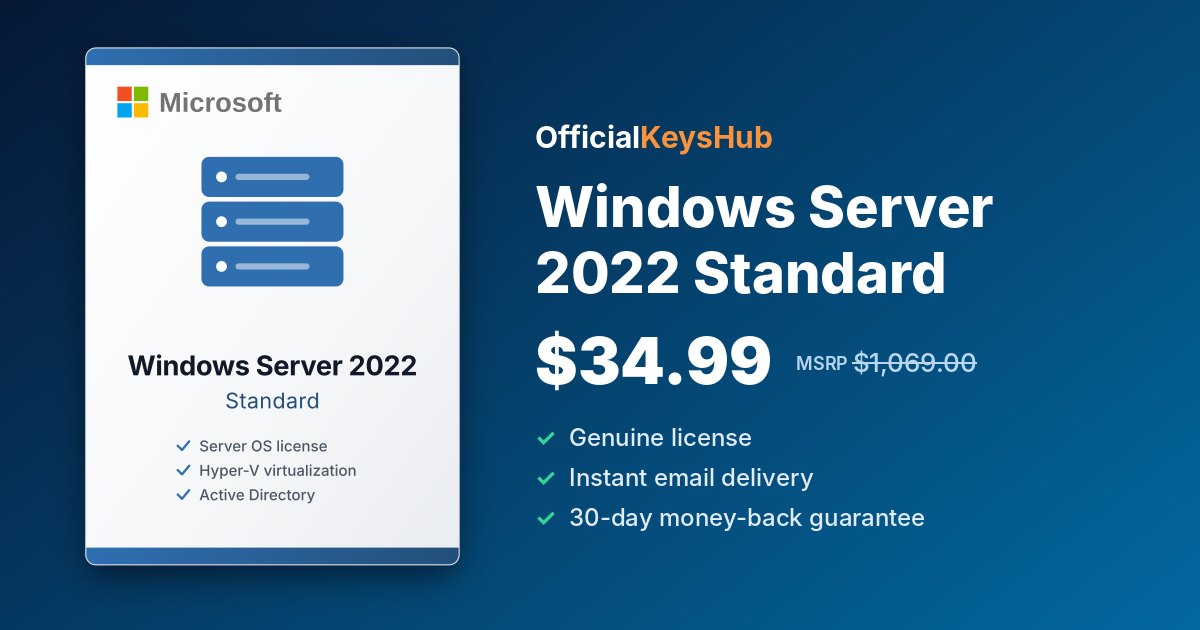 Microsoft
Windows Server 2022
Standard
Server OS license
Hyper-V virtualization
Active Directory
OfficialKeysHub
Windows Server
2022 Standard
$34.99 MSRP $1,069.00
Genuine license
Instant email delivery
30-day money-back guarantee